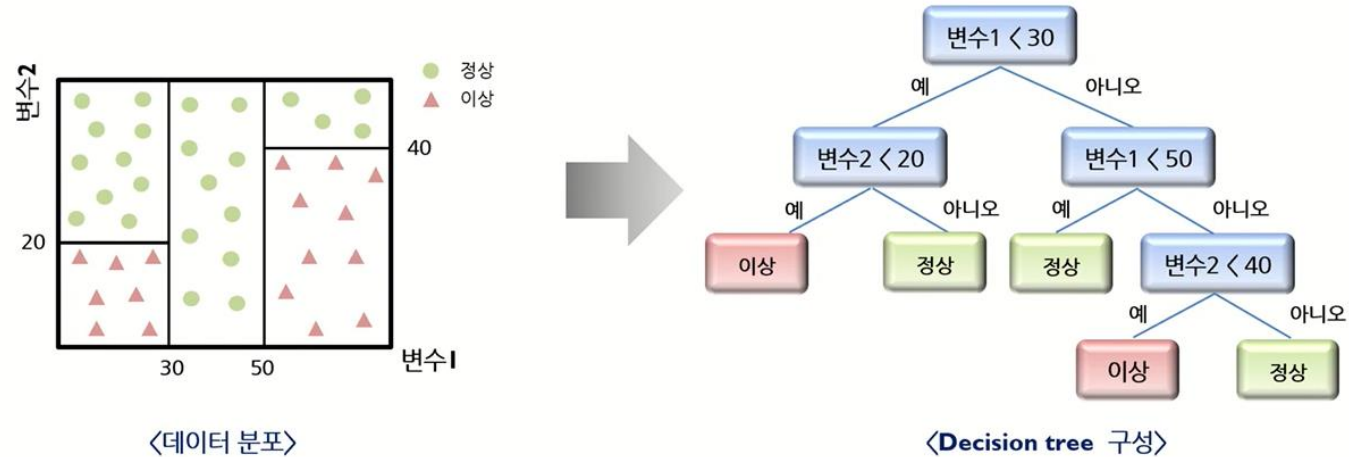 변수2
정상
이상
40
20
30
50
변수1
<데이터 분포>
변수1 < 30
예
아니오
변수2 < 20
변수1 < 50
예
아니오
예
아니오
이상
정상
정상
변수2 < 40
예
아니오
이상
정상
<Decision tree 구성>